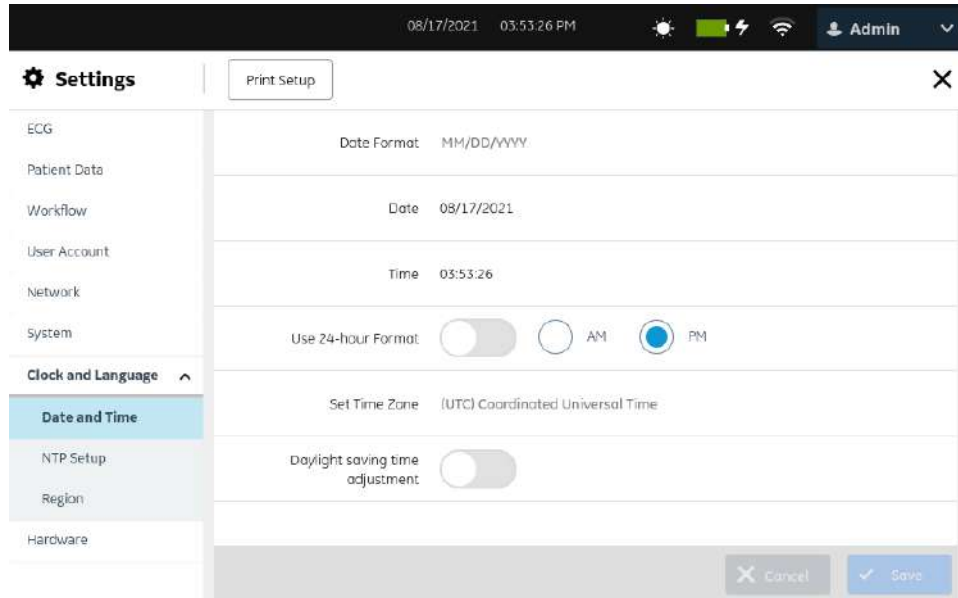 08/17/2021 03:53:26 PM
Admin
Settings
Print Setup
ECG
Patient Data
Workflow
User Account
Network
System
Clock and Language
Date and Time
NTP Setup
Region
Hardware
Date Format MM/DD/YYYY
Date 08/17/2021
Time 03:53:26
Use 24-hour Format AM PM
Set Time Zone (UTC) Coordinated Universal Time
Daylight saving time
adjustment
Cancel Save